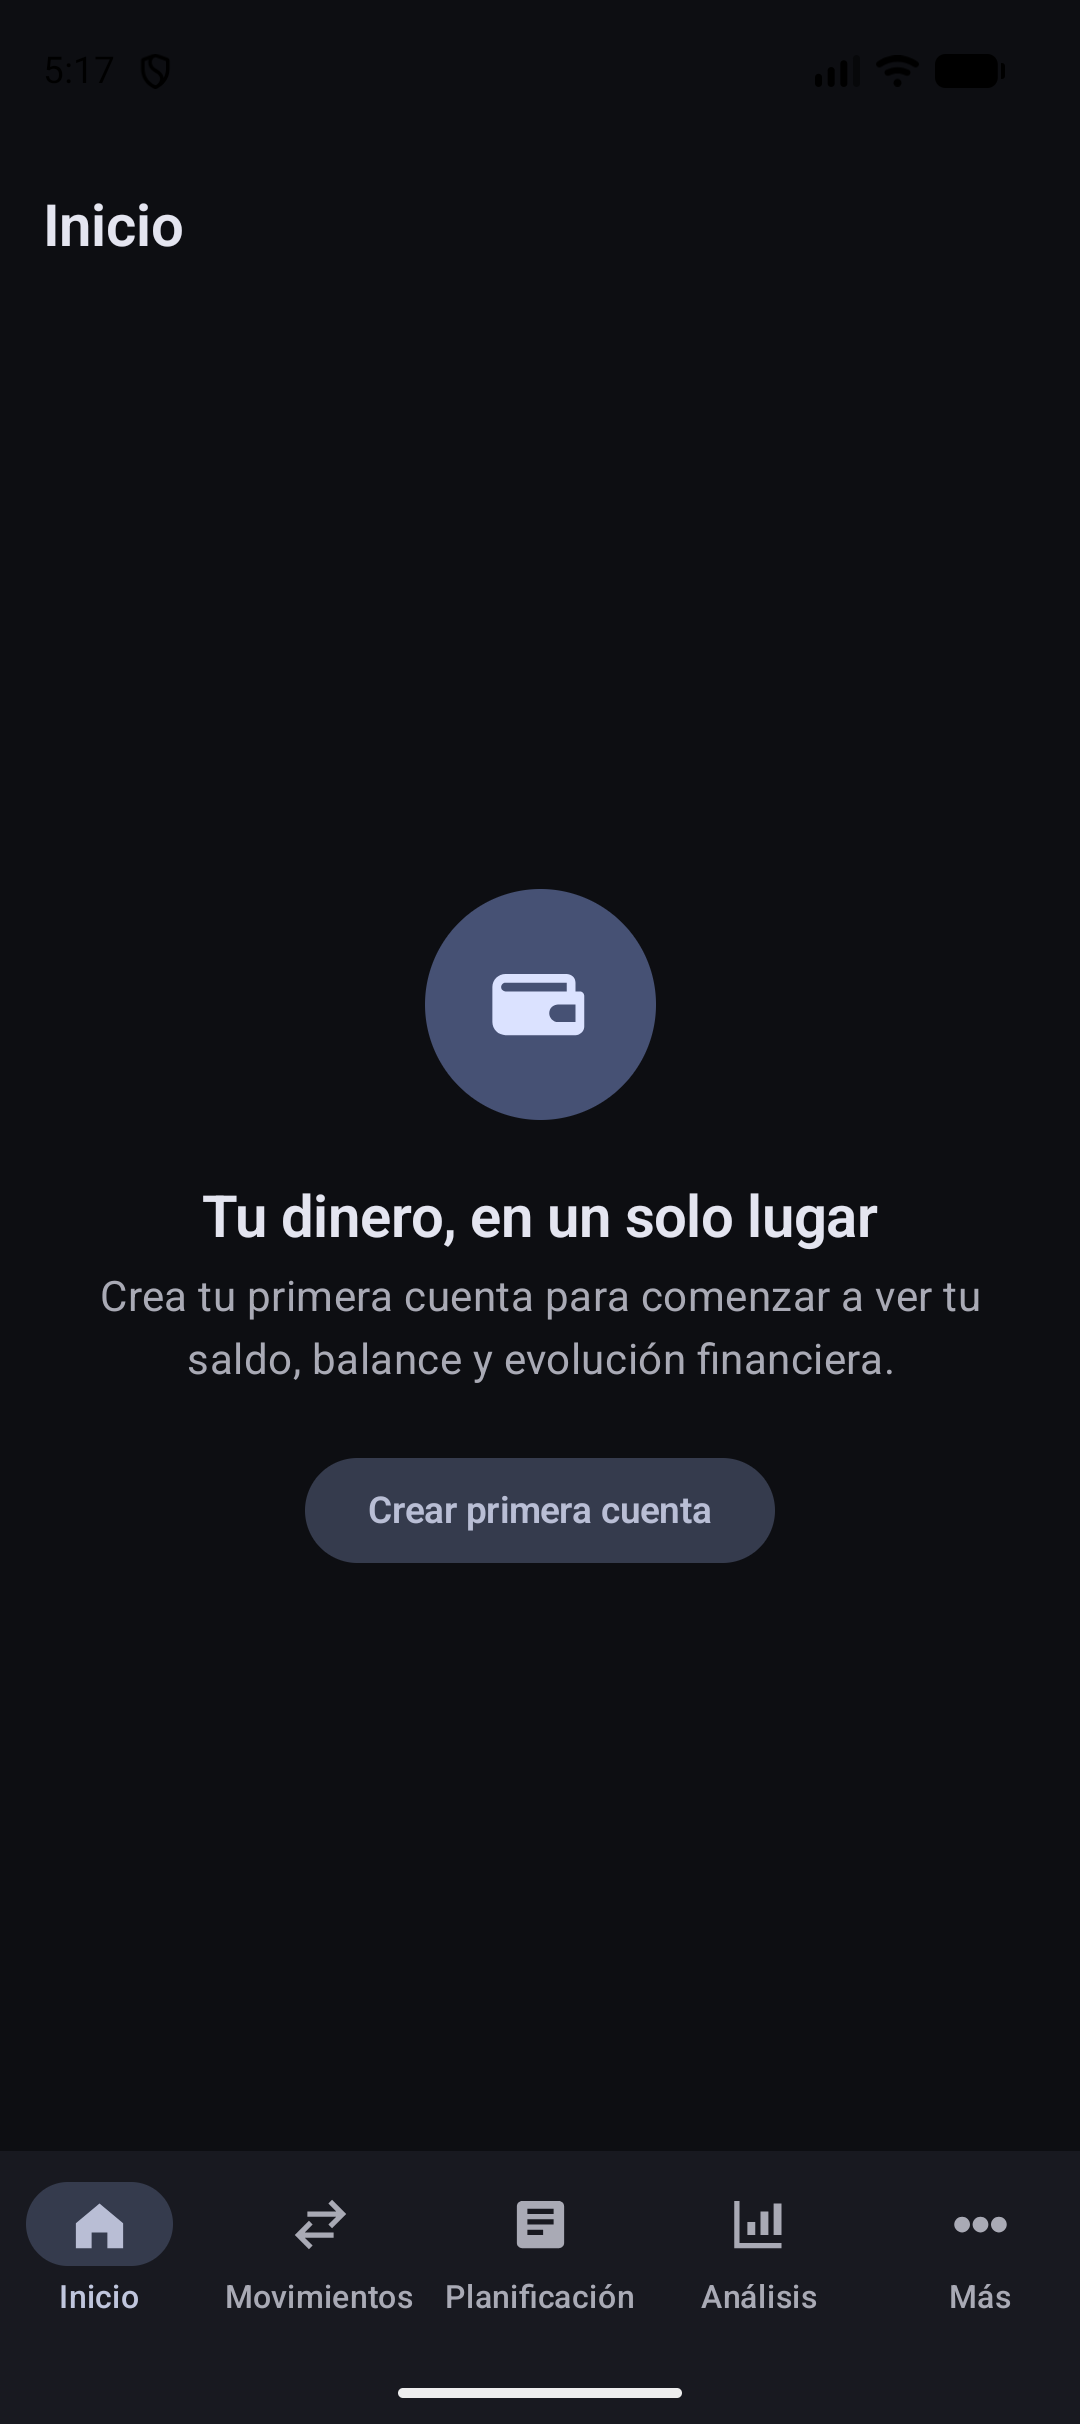 5:17
Inicio
Tu dinero, en un solo lugar
Crea tu primera cuenta para comenzar a ver tu
saldo, balance y evolución financiera.
Crear primera cuenta
Inicio
Movimientos
Planificación
Análisis
Más